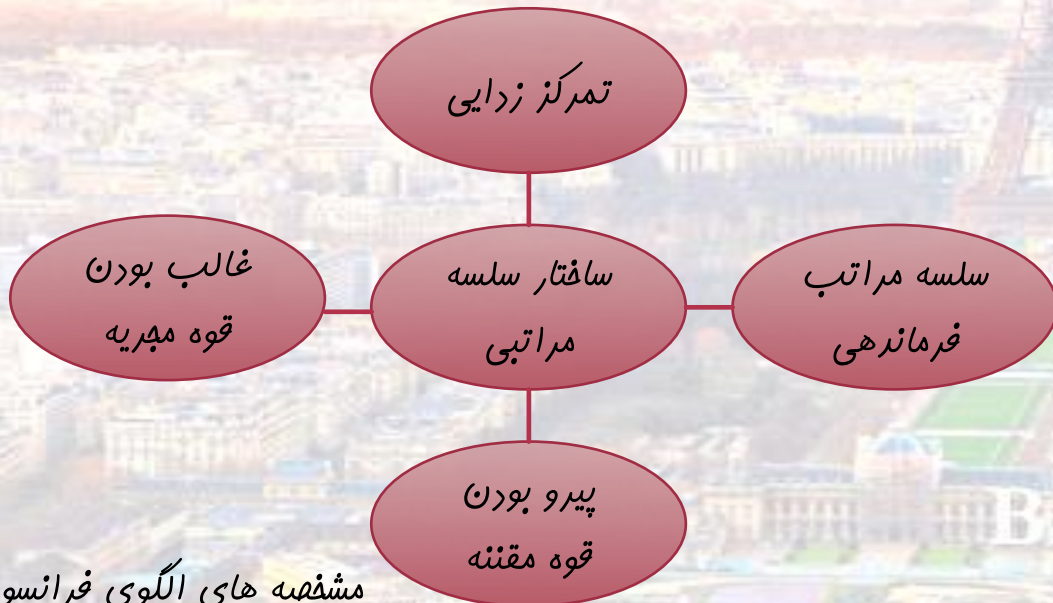 تمرکز زدایی
ساختار سلسه
مراتبی
سلسه مراتب
فرماندهی
پیرو بودن
قوه مقننه
غالب بودن
قوه مجریه
مشخصه های الگوی